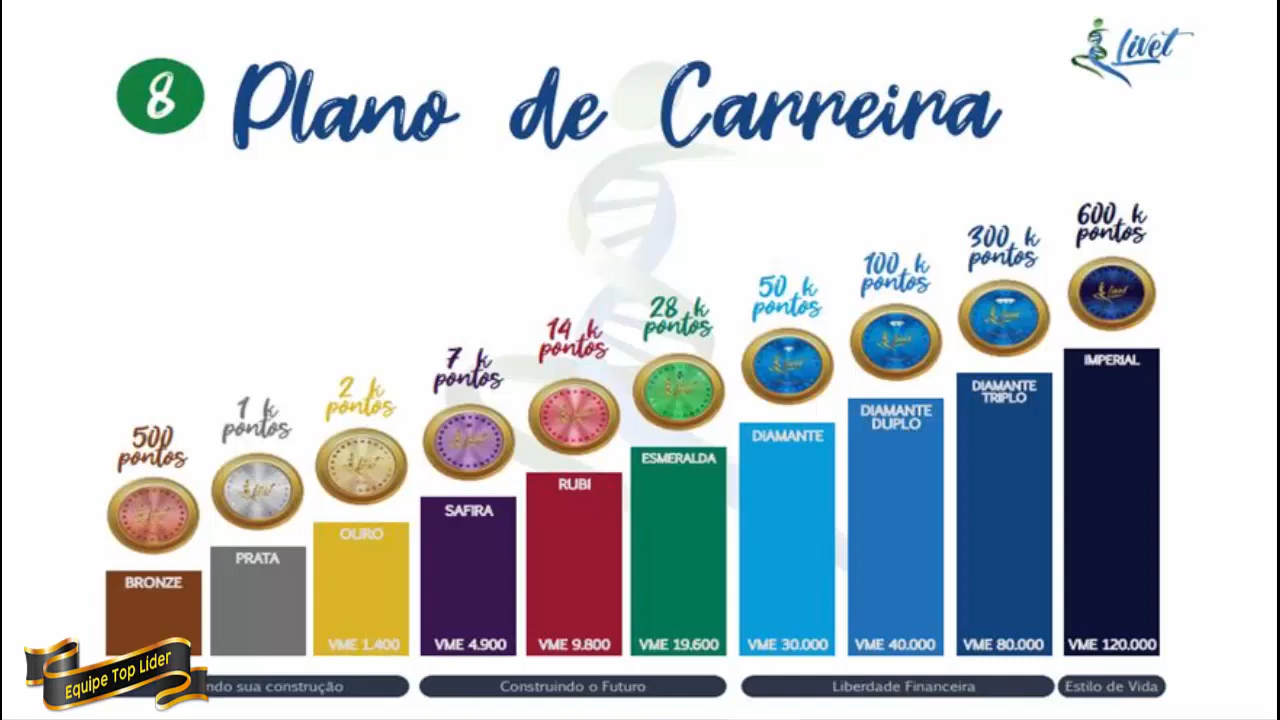 Livet
8 Plano de Carreira
500
pontos
BRONZE
1 k
pontos
PRATA
2 k
pontos
OURO
VME 1.400
7 k
pontos
SAFIRA
VME 4.900
14 k
pontos
RUBI
VME 9.800
28 k
pontos
ESMERALDA
VME 19.600
50 k
pontos
DIAMANTE
VME 30.000
100 k
pontos
DIAMANTE
DUPLO
VME 40.000
300 k
pontos
DIAMANTE
TRIPLO
VME 80.000
600 k
pontos
Livet
IMPERIAL
VME 120.000
Equipe Top Líder
sua construção
Construindo o Futuro
Liberdade Financeira
Estilo de Vida